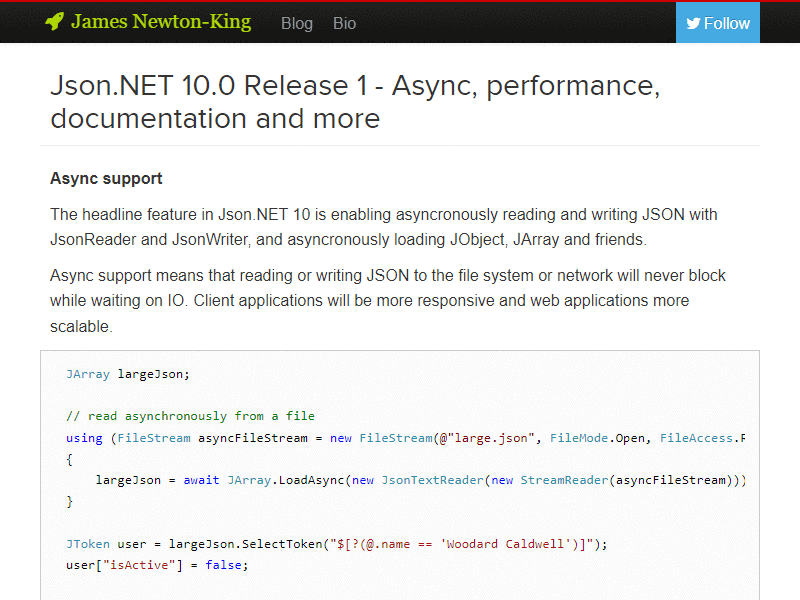 James Newton-King Blog Bio Follow
Json.NET 10.0 Release 1 - Async, performance,
documentation and more
Async support
The headline feature in Json.NET 10 is enabling asyncronously reading and writing JSON with
JsonReader and JsonWriter, and asyncronously loading JObject, JArray and friends.
Async support means that reading or writing JSON to the file system or network will never block
while waiting on IO. Client applications will be more responsive and web applications more
scalable.
JArray largeJson;
// read asynchronously from a file
using (FileStream asyncFileStream = new FileStream(@"large.json", FileMode.Open, FileAccess.
{
largeJson = await JArray.LoadAsync(new JsonTextReader(new StreamReader(asyncFileStream)))
}
JToken user = largeJson.SelectToken("$[?(@.name == 'Woodard Caldwell')]");
user["isActive"] = false;